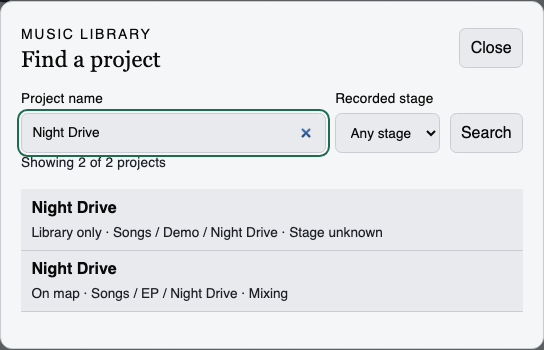 MUSIC LIBRARY
Find a project
Close
Project name
Recorded stage
Night Drive
Any stage
Search
Showing 2 of 2 projects
Night Drive
Library only · Songs / Demo / Night Drive · Stage unknown
Night Drive
On map · Songs / EP / Night Drive · Mixing